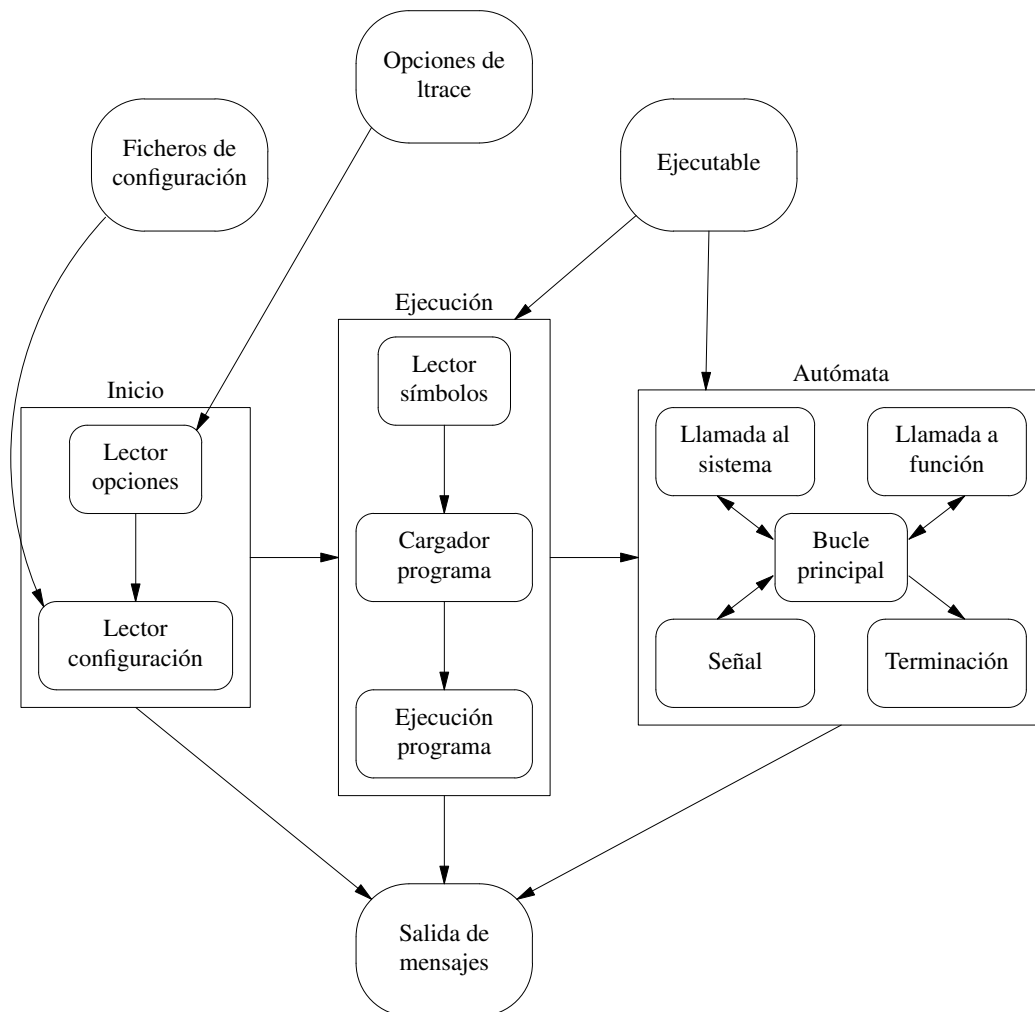 Opciones de
ltrace
Ficheros de
configuración
Ejecutable
Ejecución
Lector
símbolos
Inicio
Autómata
Lector
opciones
Llamada al
sistema
Llamada a
función
Cargador
programa
Bucle
principal
Lector
configuración
Señal
Terminación
Ejecución
programa
Salida de
mensajes